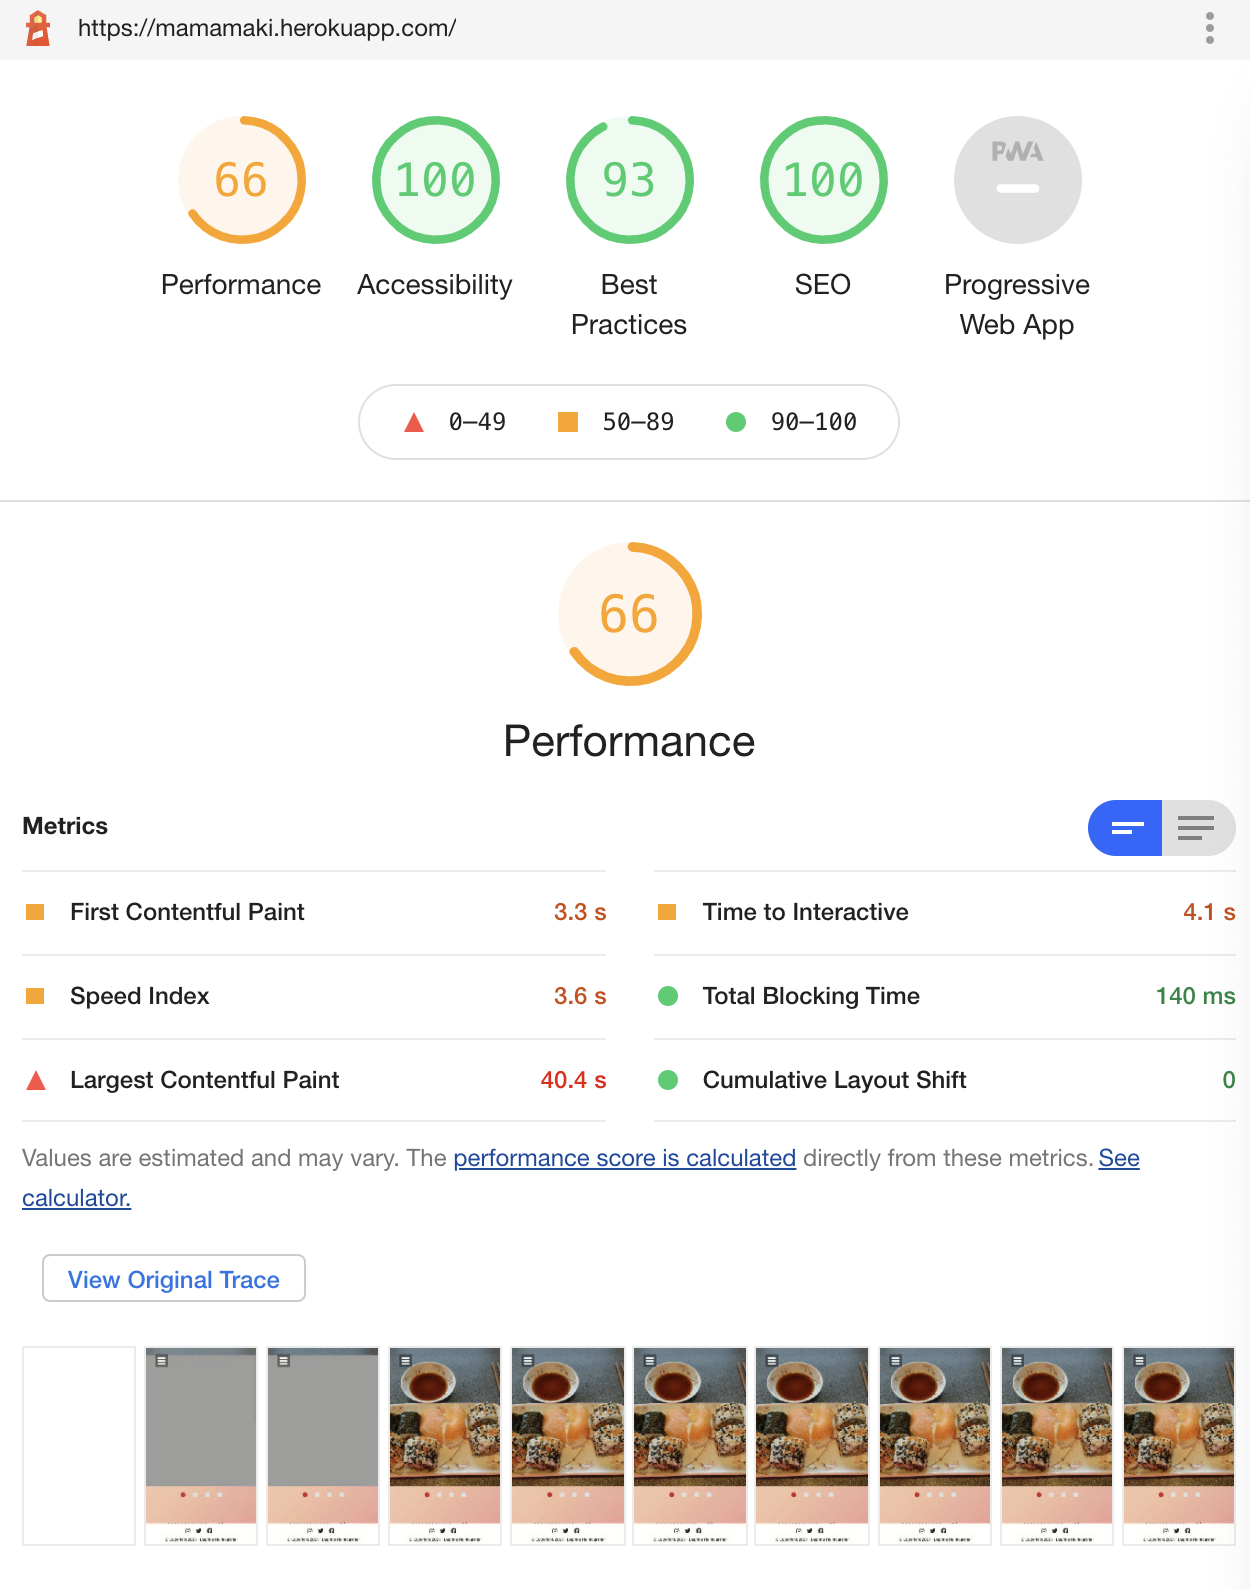 https://mamamaki.herokuapp.com/
66
100
93
100
PWA
Performance
Accessibility
Best
Practices
SEO
Progressive
Web App
0–49
50–89
90–100
66
Performance
Metrics
First Contentful Paint
3.3 s
Time to Interactive
4.1 s
Speed Index
3.6 s
Total Blocking Time
140 ms
Largest Contentful Paint
40.4 s
Cumulative Layout Shift
0
Values are estimated and may vary. The performance score is calculated directly from these metrics. See
calculator.
View Original Trace